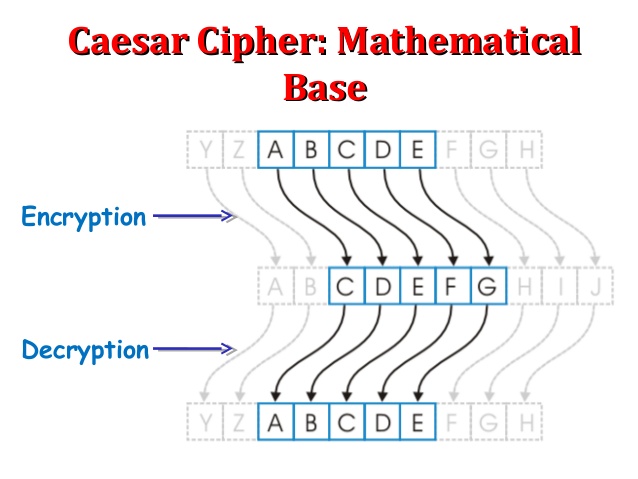 Caesar Cipher: Mathematical
Base
Y Z A B C D E F G H
Encryption
A B C D E F G H I J
Decryption
Y Z A B C D E F G H